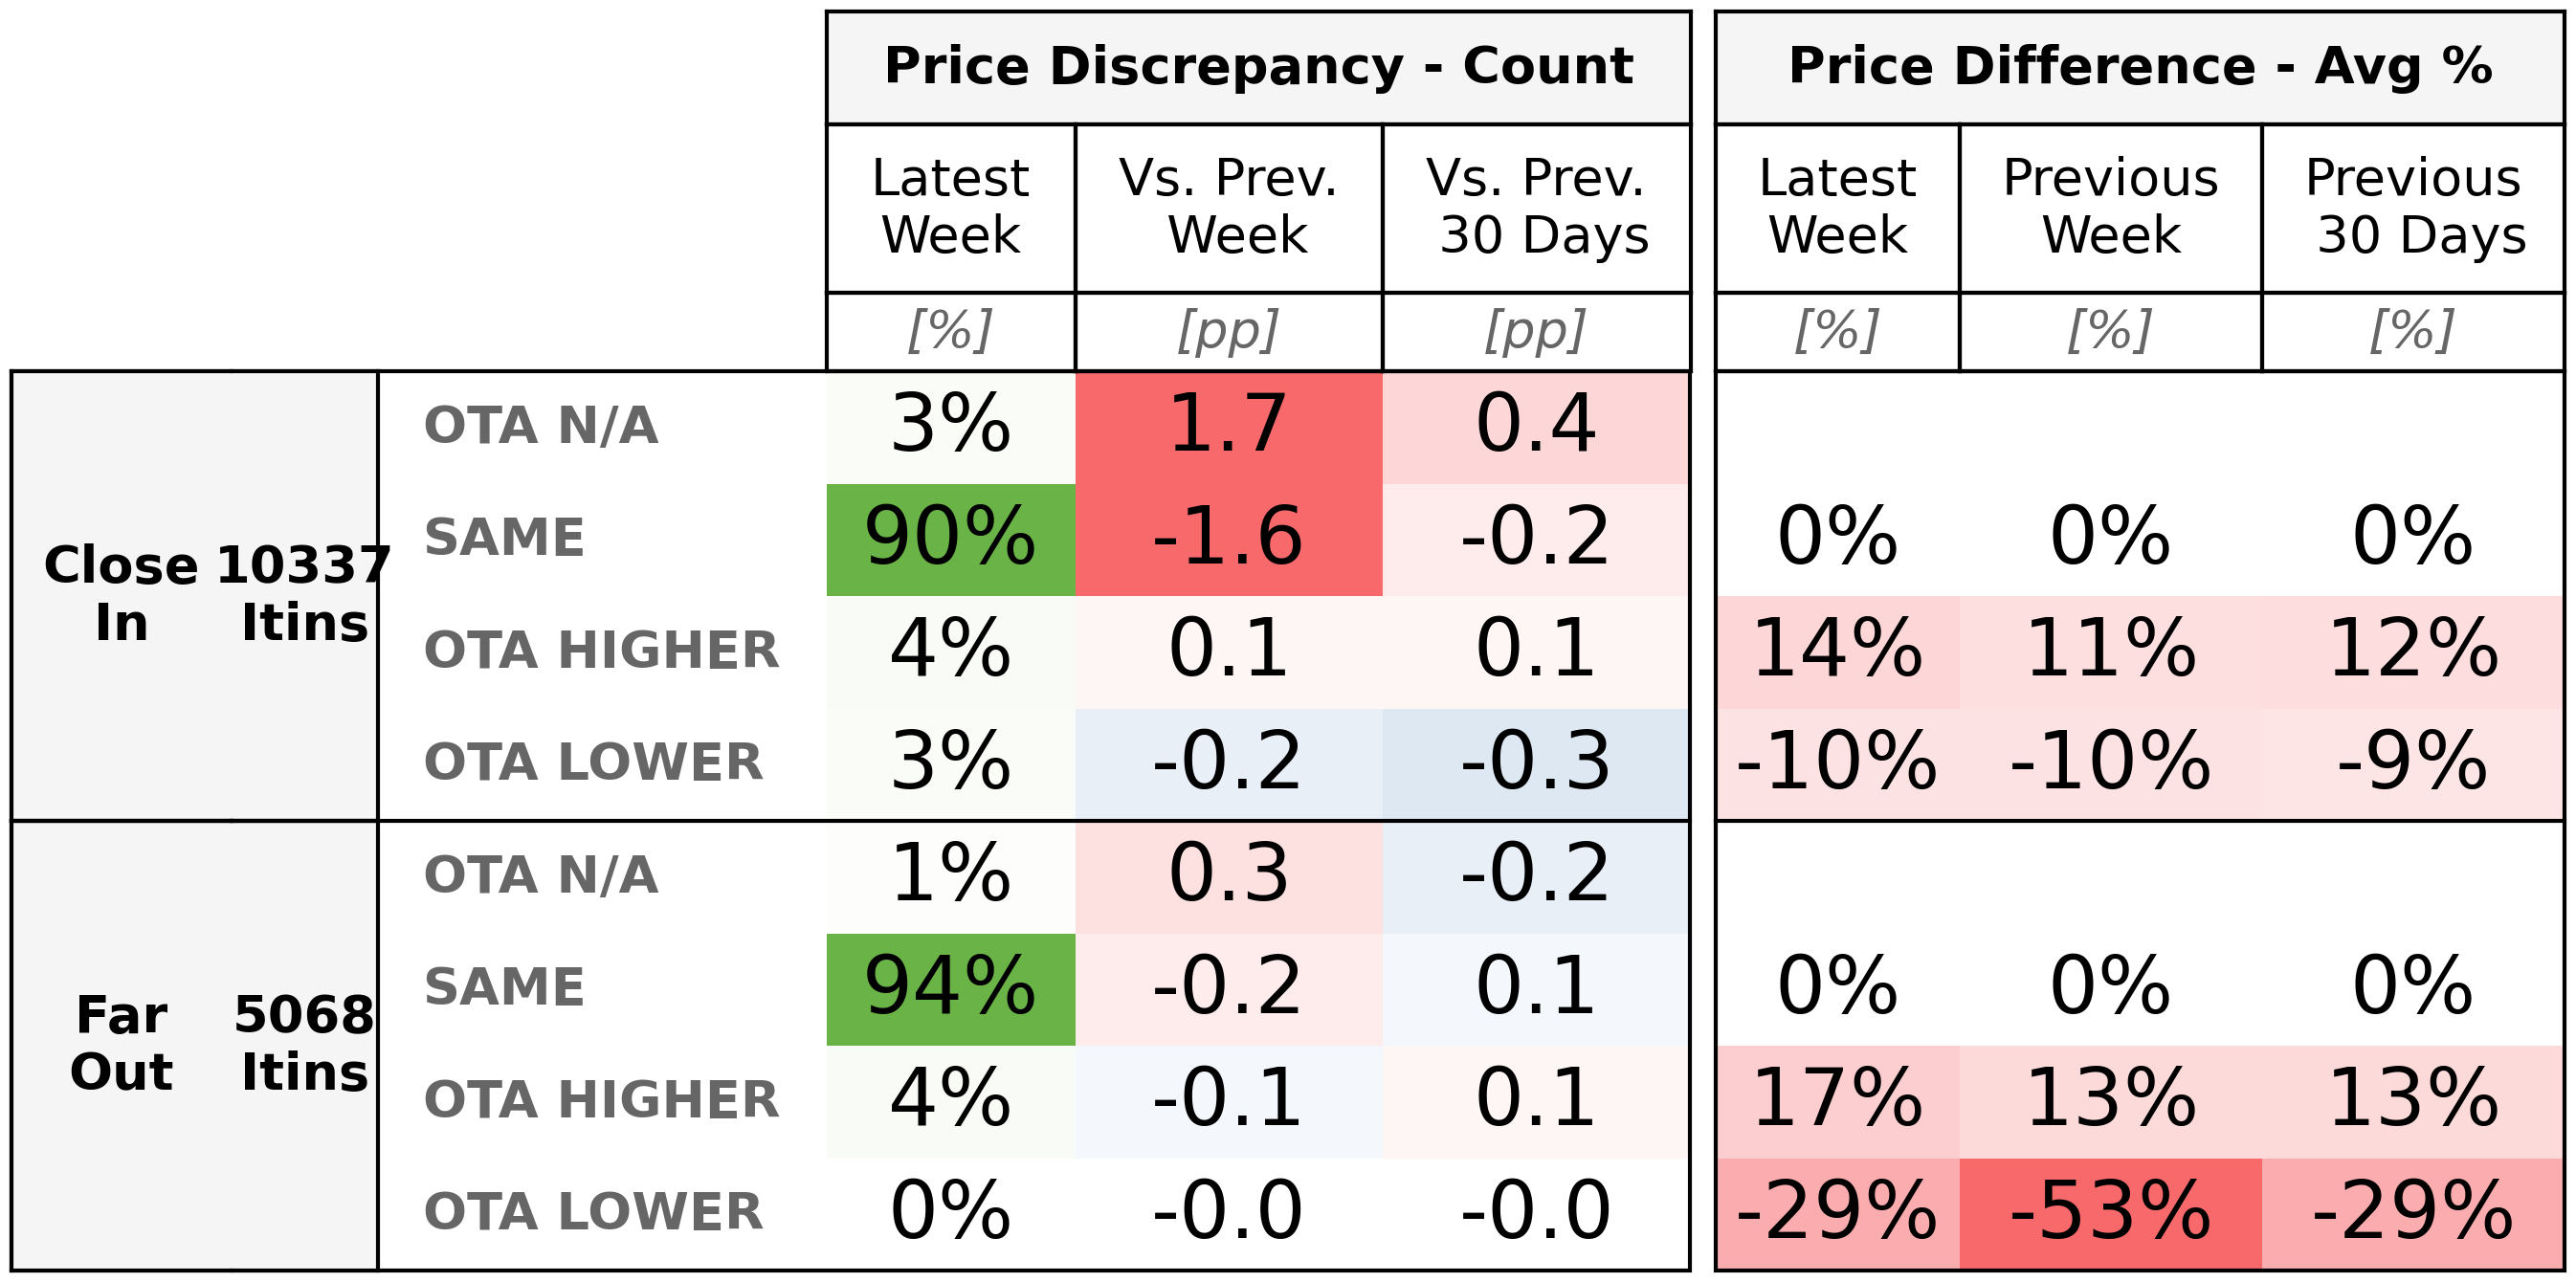 Price Discrepancy - Count Price Difference - Avg %
Latest Week Vs. Prev. Week Vs. Prev. 30 Days Latest Week Previous Week Previous 30 Days
[%] [pp] [pp] [%] [%] [%]
Close In 10337 Itins
OTA N/A 3% 1.7 0.4
SAME 90% -1.6 -0.2 0% 0% 0%
OTA HIGHER 4% 0.1 0.1 14% 11% 12%
OTA LOWER 3% -0.2 -0.3 -10% -10% -9%
Far Out 5068 Itins
OTA N/A 1% 0.3 -0.2
SAME 94% -0.2 0.1 0% 0% 0%
OTA HIGHER 4% -0.1 0.1 17% 13% 13%
OTA LOWER 0% -0.0 -0.0 -29% -53% -29%